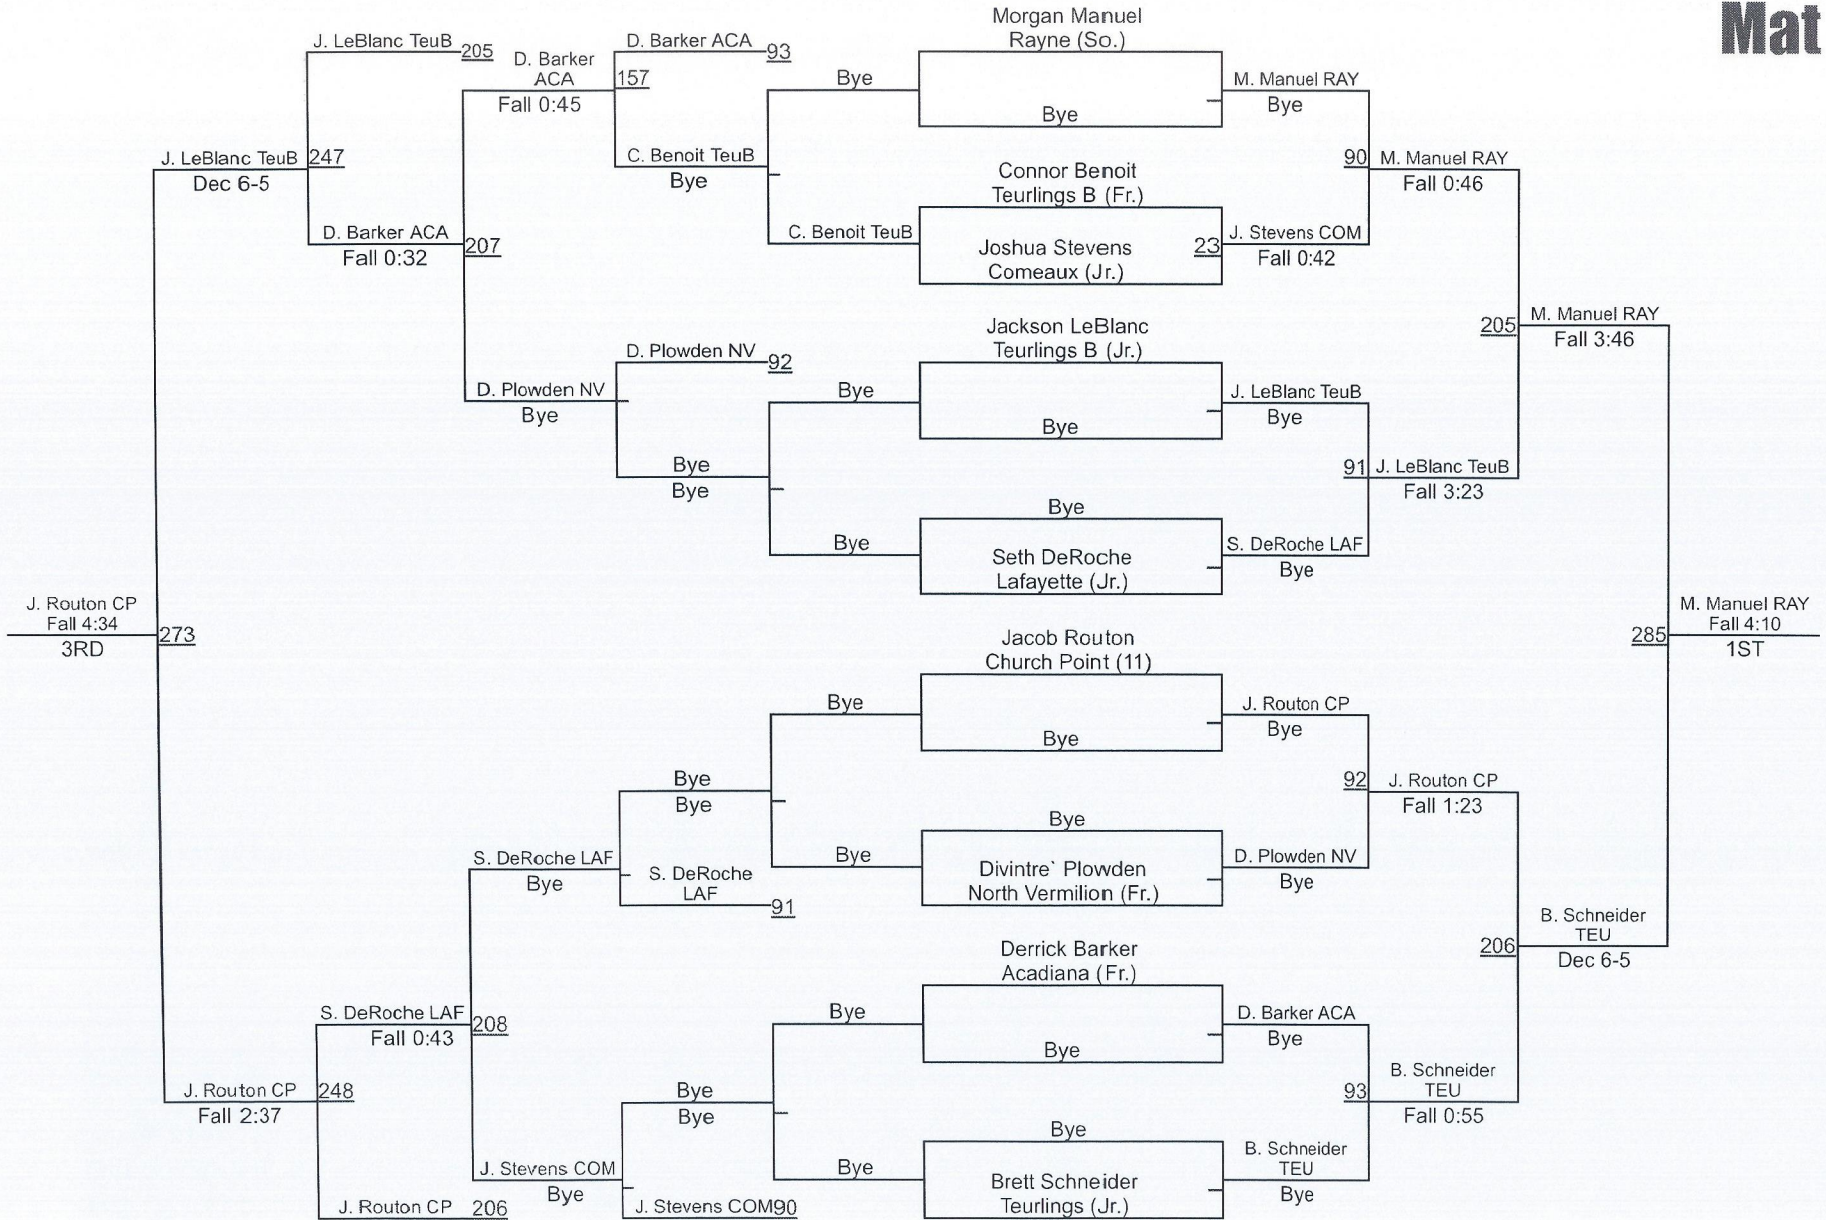 Mat
J. LeBlanc TeuB
205
D. Barker
ACA
Fall 0:45
D. Barker ACA
93
157
C. Benoit TeuB
Bye
J. LeBlanc TeuB
247
Dec 6-5
D. Barker ACA
207
Fall 0:32
D. Plowden NV
92
D. Plowden NV
Bye
Bye
Bye
J. Routon CP
Fall 4:34
273
3RD
Bye
Bye
S. DeRoche LAF
Bye
S. DeRoche
LAF
91
S. DeRoche LAF
208
Fall 0:43
J. Routon CP
248
Fall 2:37
Bye
Bye
J. Stevens COM
Bye
J. Stevens COM90
J. Routon CP
206
Morgan Manuel
Rayne (So.)
Bye
Bye
Connor Benoit
Teurlings B (Fr.)
C. Benoit TeuB
Joshua Stevens
23
Comeaux (Jr.)
Jackson LeBlanc
Teurlings B (Jr.)
Bye
Bye
Bye
Bye
Seth DeRoche
Lafayette (Jr.)
Jacob Routon
Church Point (11)
Bye
Bye
Bye
Bye
Divintre` Plowden
North Vermilion (Fr.)
Derrick Barker
Acadiana (Fr.)
Bye
Bye
Bye
Bye
Brett Schneider
Teurlings (Jr.)
M. Manuel RAY
Bye
90
M. Manuel RAY
Fall 0:46
J. Stevens COM
Fall 0:42
205
M. Manuel RAY
Fall 3:46
J. LeBlanc TeuB
Bye
91
J. LeBlanc TeuB
Fall 3:23
S. DeRoche LAF
Bye
M. Manuel RAY
Fall 4:10
285
1ST
J. Routon CP
Bye
92
J. Routon CP
Fall 1:23
D. Plowden NV
Bye
B. Schneider
TEU
206
Dec 6-5
D. Barker ACA
Bye
B. Schneider
TEU
93
Fall 0:55
B. Schneider
TEU
Bye